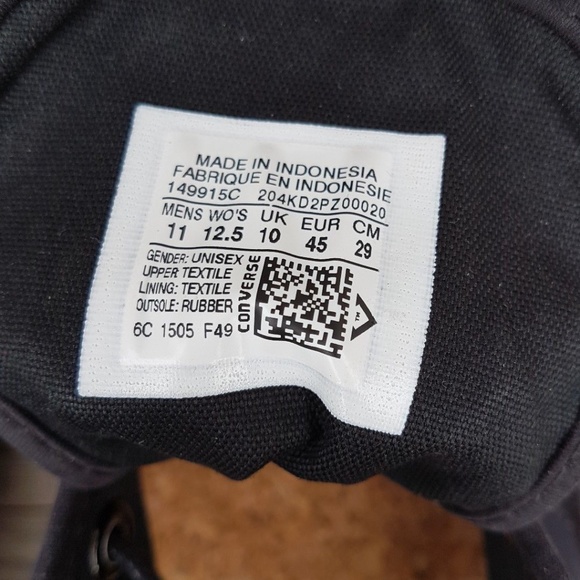 MADE IN INDONESIA
FABRIQUE EN INDONESIE
149915C 204KD2PZ00020
MENS WO'S UK EUR CM
11 12.5 10 45 29
GENDER: UNISEX
UPPER: TEXTILE
LINING: TEXTILE
OUTSOLE: RUBBER
6C 1505 F49
CONVERSE
TM